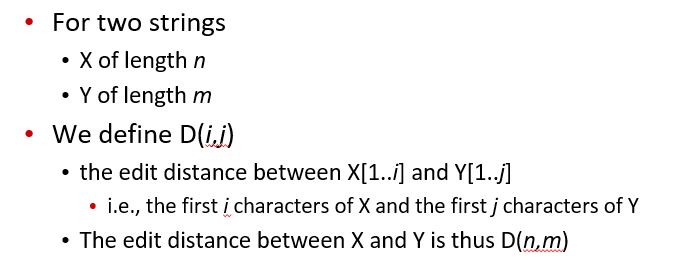 • For two strings
• X of length n
• Y of length m
• We define D(i,j)
• the edit distance between X[1..i] and Y[1..j]
• i.e., the first i characters of X and the first j characters of Y
• The edit distance between X and Y is thus D(n,m)